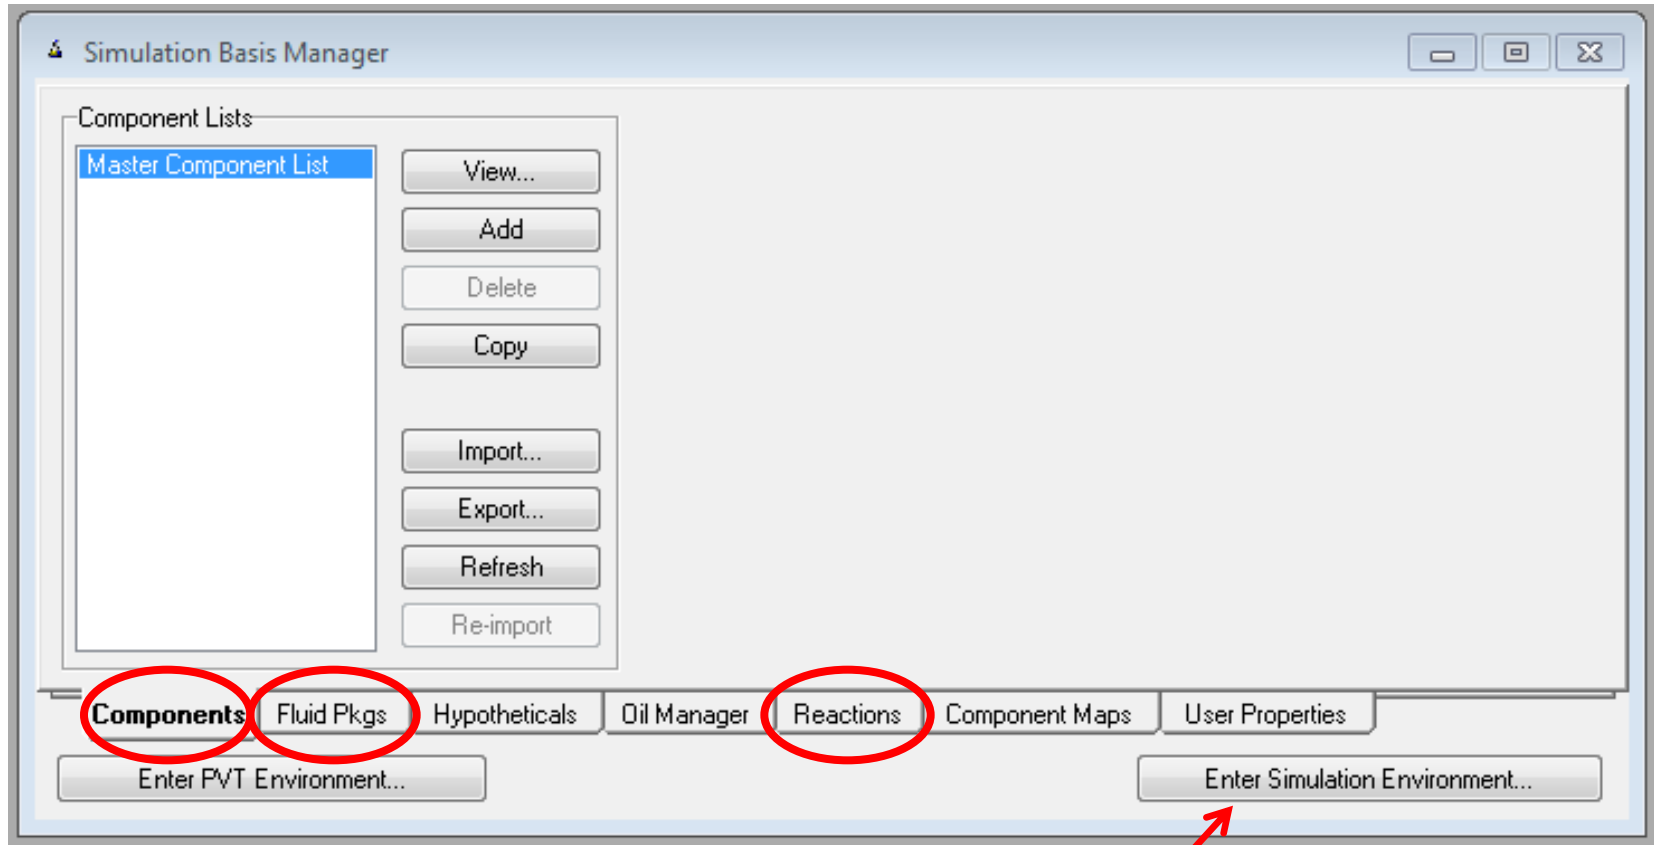 Simulation Basis Manager
Component Lists
Master Component List
View...
Add
Delete
Copy
Import...
Export...
Refresh
Re-import
Components Fluid Pkgs Hypotheticals Oil Manager Reactions Component Maps User Properties
Enter PVT Environment... Enter Simulation Environment...